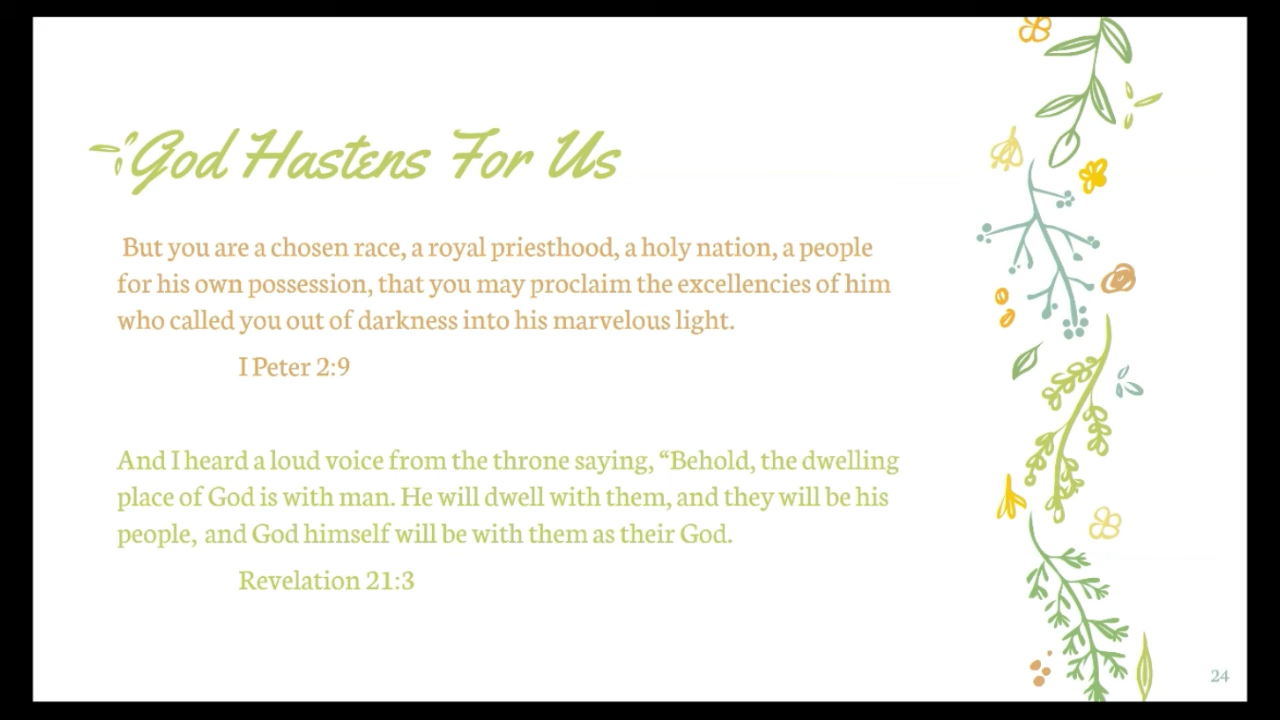 God Hastens For Us
But you are a chosen race, a royal priesthood, a holy nation, a people
for his own possession, that you may proclaim the excellencies of him
who called you out of darkness into his marvelous light.
I Peter 2:9
And I heard a loud voice from the throne saying, “Behold, the dwelling
place of God is with man. He will dwell with them, and they will be his
people, and God himself will be with them as their God.
Revelation 21:3
24